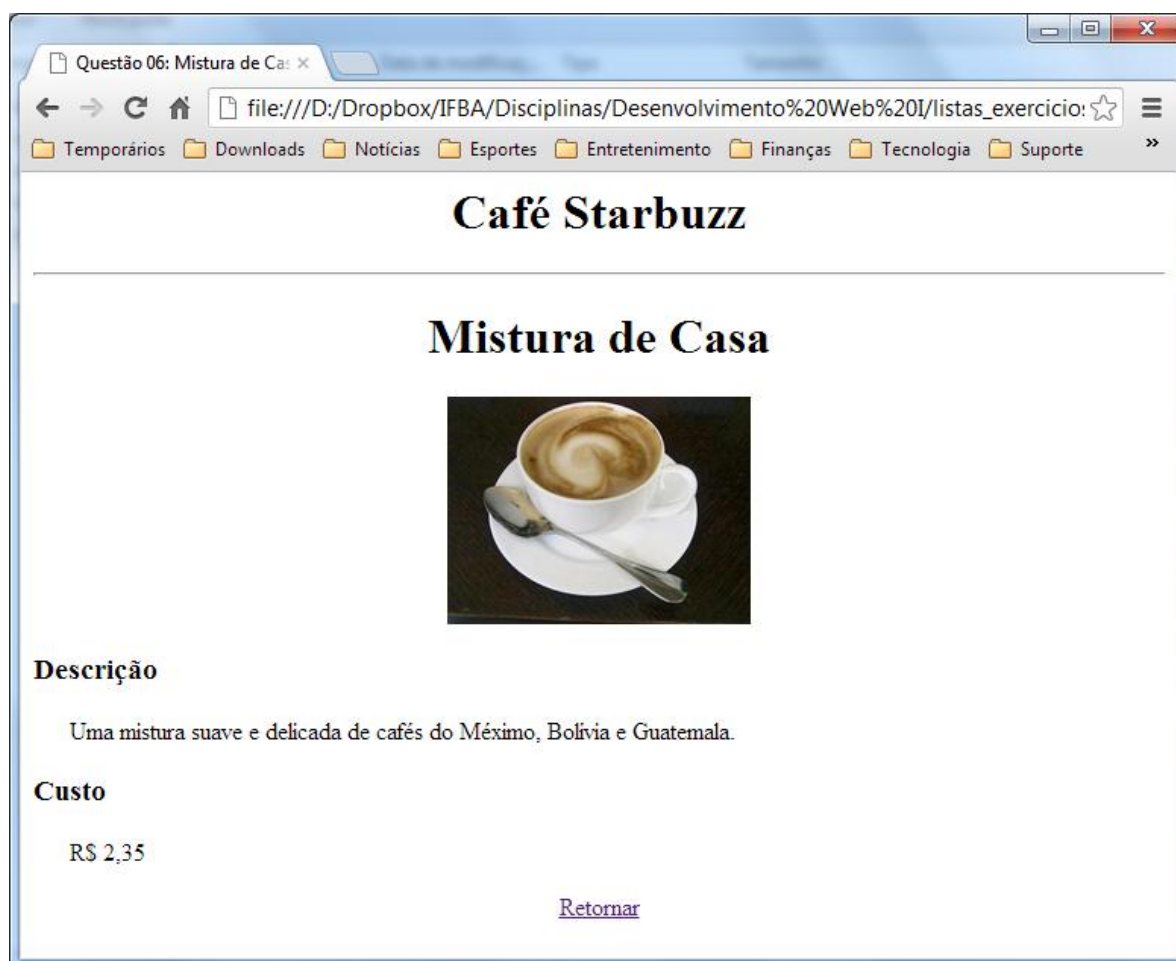 Questão 06: Mistura de Ca
file:///D:/Dropbox/IFBA/Disciplinas/Desenvolvimento%20Web%20I/listas_exercicio
Temporários Downloads Notícias Esportes Entretenimento Finanças Tecnologia Suporte »
Café Starbuzz
Mistura de Casa
Descrição
Uma mistura suave e delicada de cafés do Méximo, Bolívia e Guatemala.
Custo
R$ 2,35
Retornar